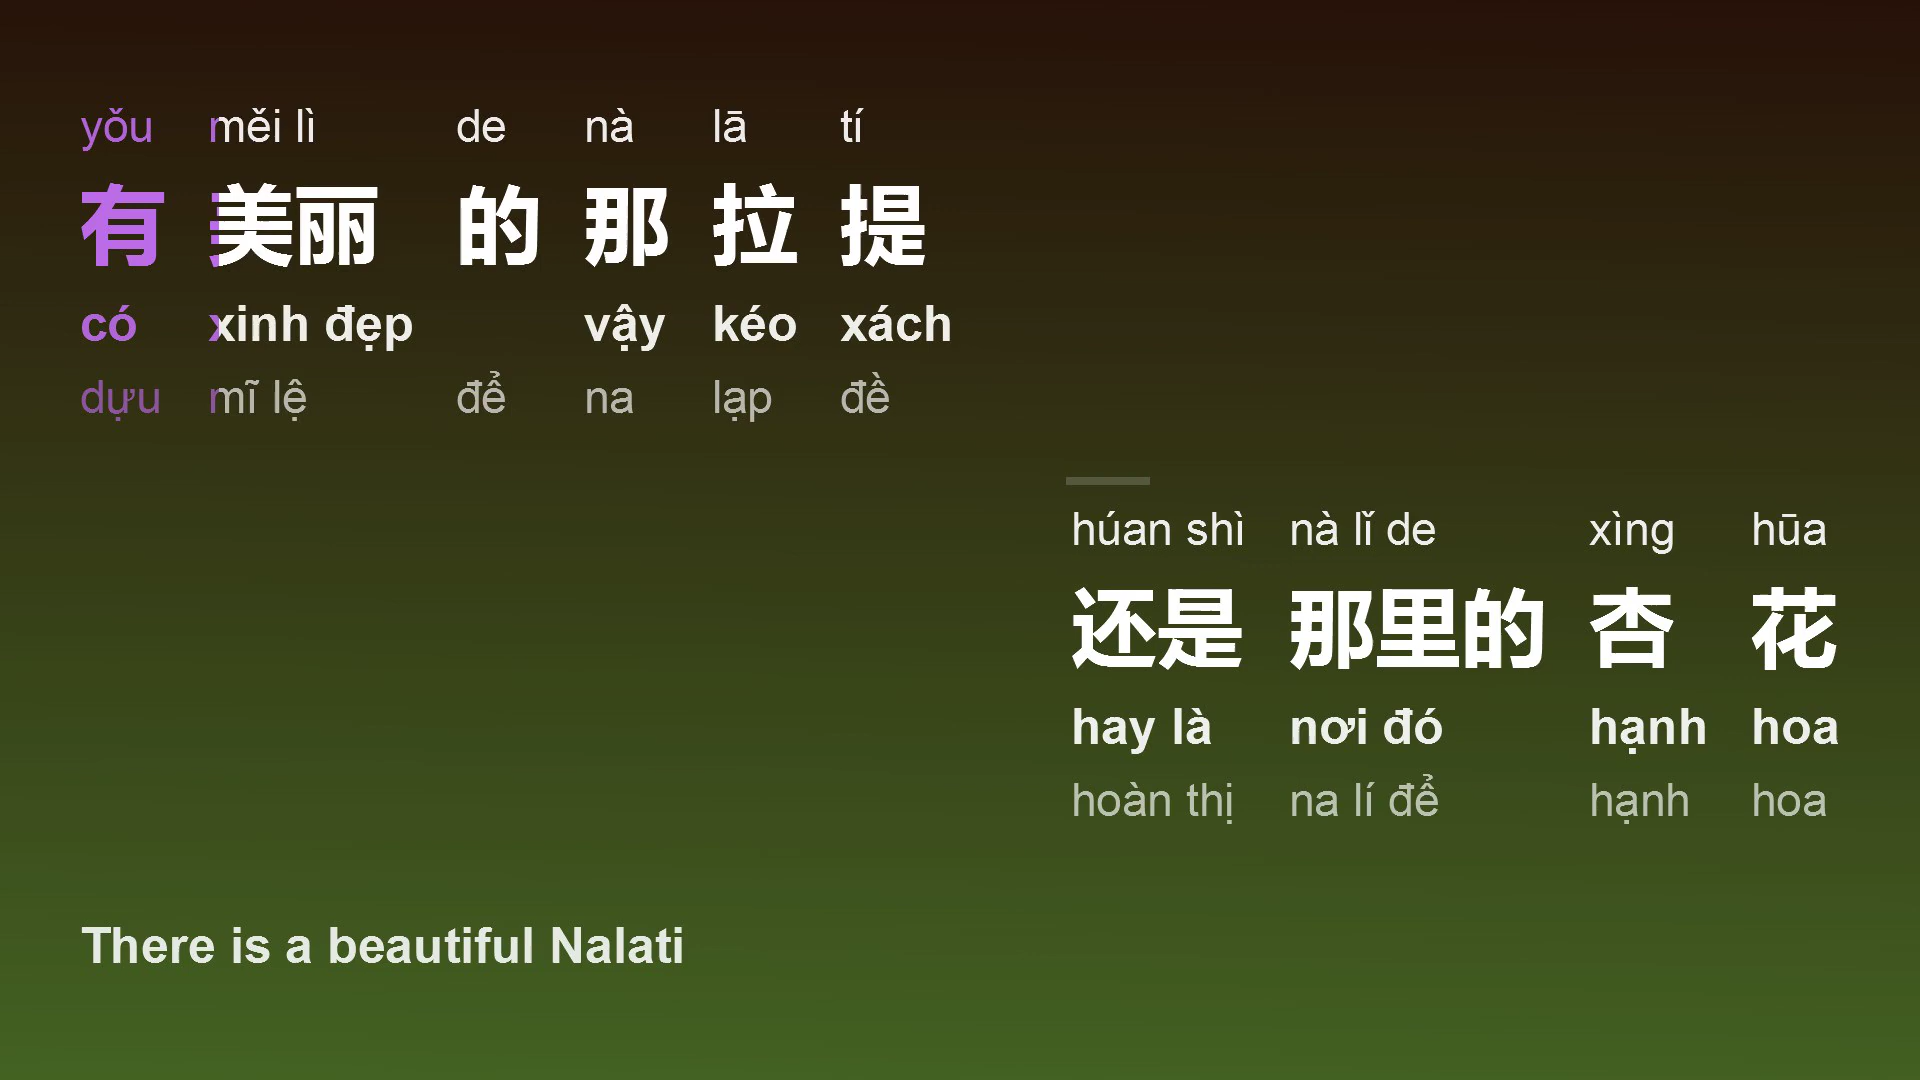 yǒu měi lì de nà lā tí
有 美丽 的 那 拉 提
có xinh đẹp vậy kéo xách
dựu mĩ lệ để na lạp đề
húan shì nà lǐ de xìng hūa
还是 那里的 杏 花
hay là nơi đó hạnh hoa
hoàn thị na lí để hạnh hoa
There is a beautiful Nalati